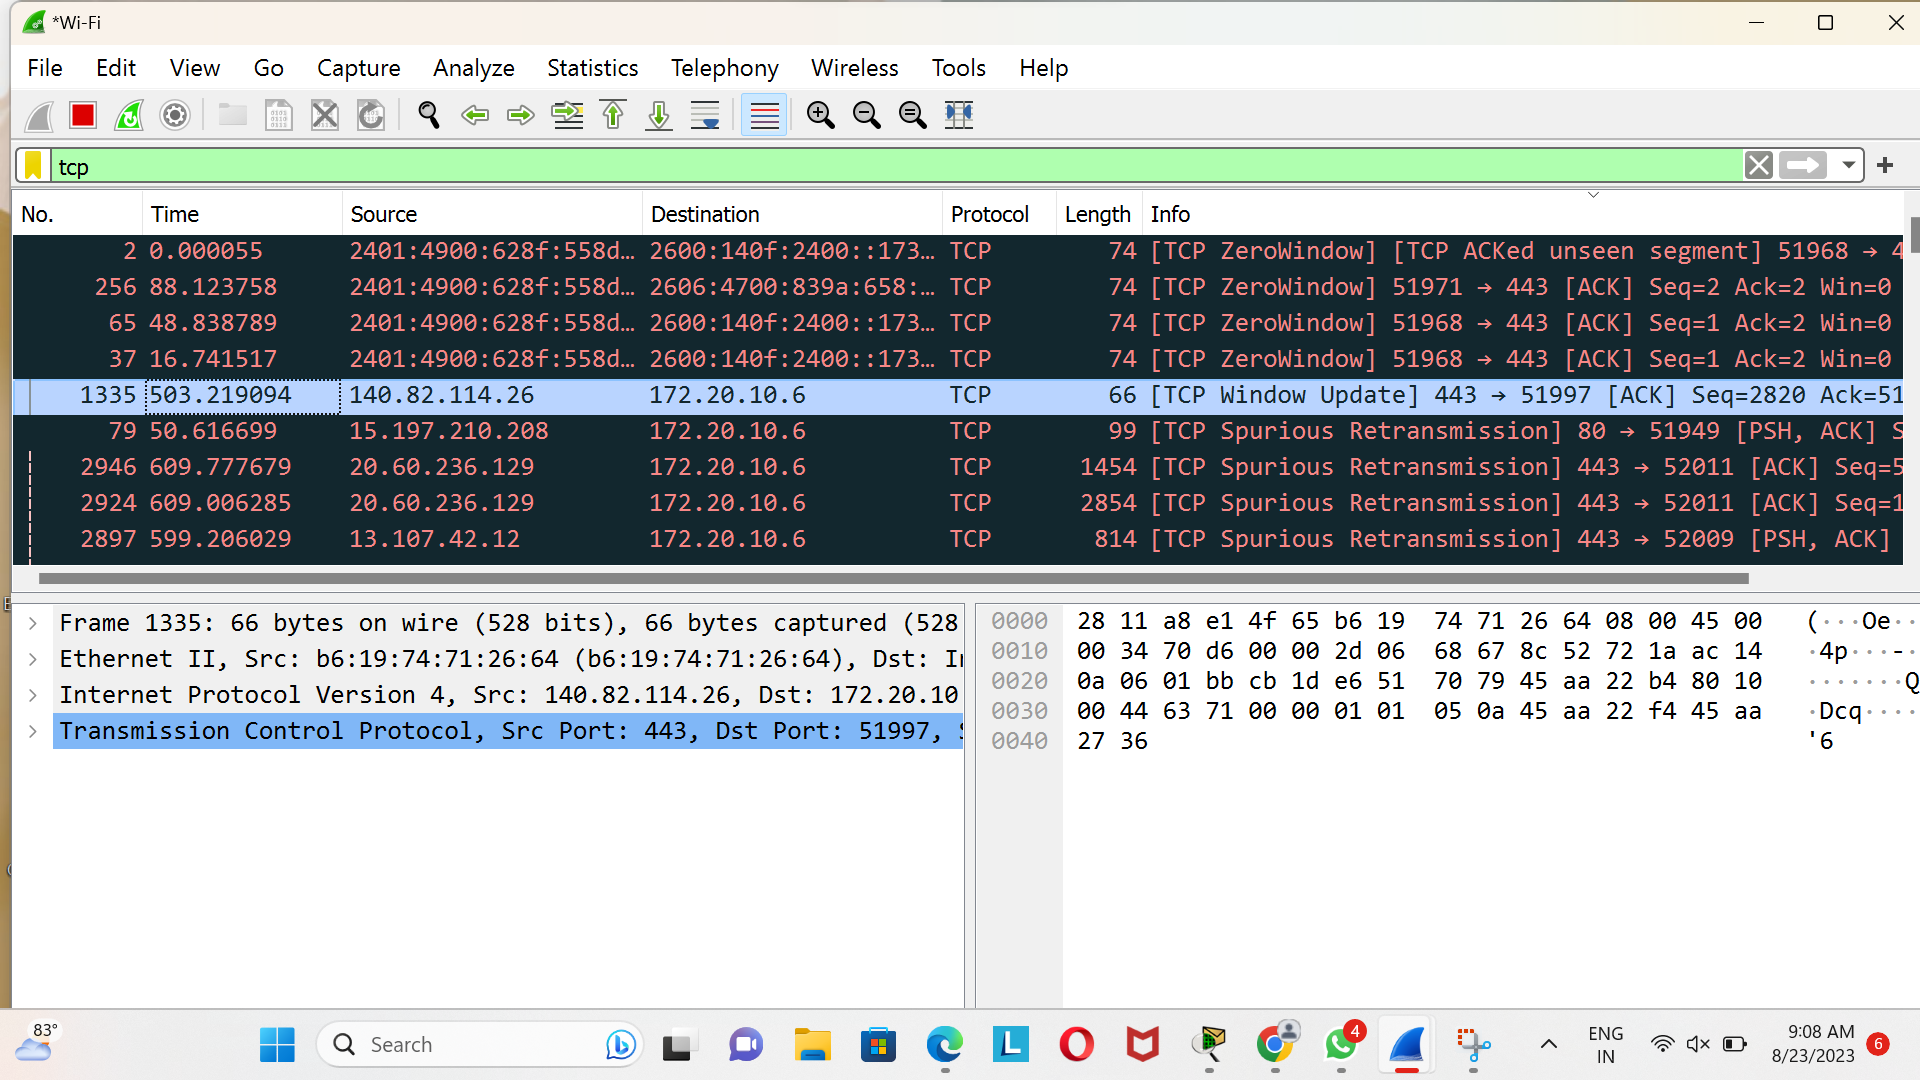 *Wi-Fi
File Edit View Go Capture Analyze Statistics Telephony Wireless Tools Help
tcp
No. Time Source Destination Protocol Length Info
2 0.000055 2401:4900:628f:558d… 2600:140f:2400::173… TCP 74 [TCP ZeroWindow] [TCP ACKed unseen segment] 51968 → 4
256 88.123758 2401:4900:628f:558d… 2606:4700:839a:658:… TCP 74 [TCP ZeroWindow] 51971 → 443 [ACK] Seq=2 Ack=2 Win=0
65 48.838789 2401:4900:628f:558d… 2600:140f:2400::173… TCP 74 [TCP ZeroWindow] 51968 → 443 [ACK] Seq=1 Ack=2 Win=0
37 16.741517 2401:4900:628f:558d… 2600:140f:2400::173… TCP 74 [TCP ZeroWindow] 51968 → 443 [ACK] Seq=1 Ack=2 Win=0
1335 503.219094 140.82.114.26 172.20.10.6 TCP 66 [TCP Window Update] 443 → 51997 [ACK] Seq=2820 Ack=51
79 50.616699 15.197.210.208 172.20.10.6 TCP 99 [TCP Spurious Retransmission] 80 → 51949 [PSH, ACK] S
2946 609.777679 20.60.236.129 172.20.10.6 TCP 1454 [TCP Spurious Retransmission] 443 → 52011 [ACK] Seq=5
2924 609.006285 20.60.236.129 172.20.10.6 TCP 2854 [TCP Spurious Retransmission] 443 → 52011 [ACK] Seq=1
2897 599.206029 13.107.42.12 172.20.10.6 TCP 814 [TCP Spurious Retransmission] 443 → 52009 [PSH, ACK]
Frame 1335: 66 bytes on wire (528 bits), 66 bytes captured (528
Ethernet II, Src: b6:19:74:71:26:64 (b6:19:74:71:26:64), Dst: In
Internet Protocol Version 4, Src: 140.82.114.26, Dst: 172.20.10
Transmission Control Protocol, Src Port: 443, Dst Port: 51997, S
0000 28 11 a8 e1 4f 65 b6 19 74 71 26 64 08 00 45 00 (···Oe··
0010 00 34 70 d6 00 00 2d 06 68 67 8c 52 72 1a ac 14 ·4p···-·
0020 0a 06 01 bb cb 1d e6 51 70 79 45 aa 22 b4 80 10 ·······Q
0030 00 44 63 71 00 00 01 01 05 0a 45 aa 22 f4 45 aa ·Dcq····
0040 27 36 '6
83°
Search
4
ENG
IN
9:08 AM
8/23/2023
6